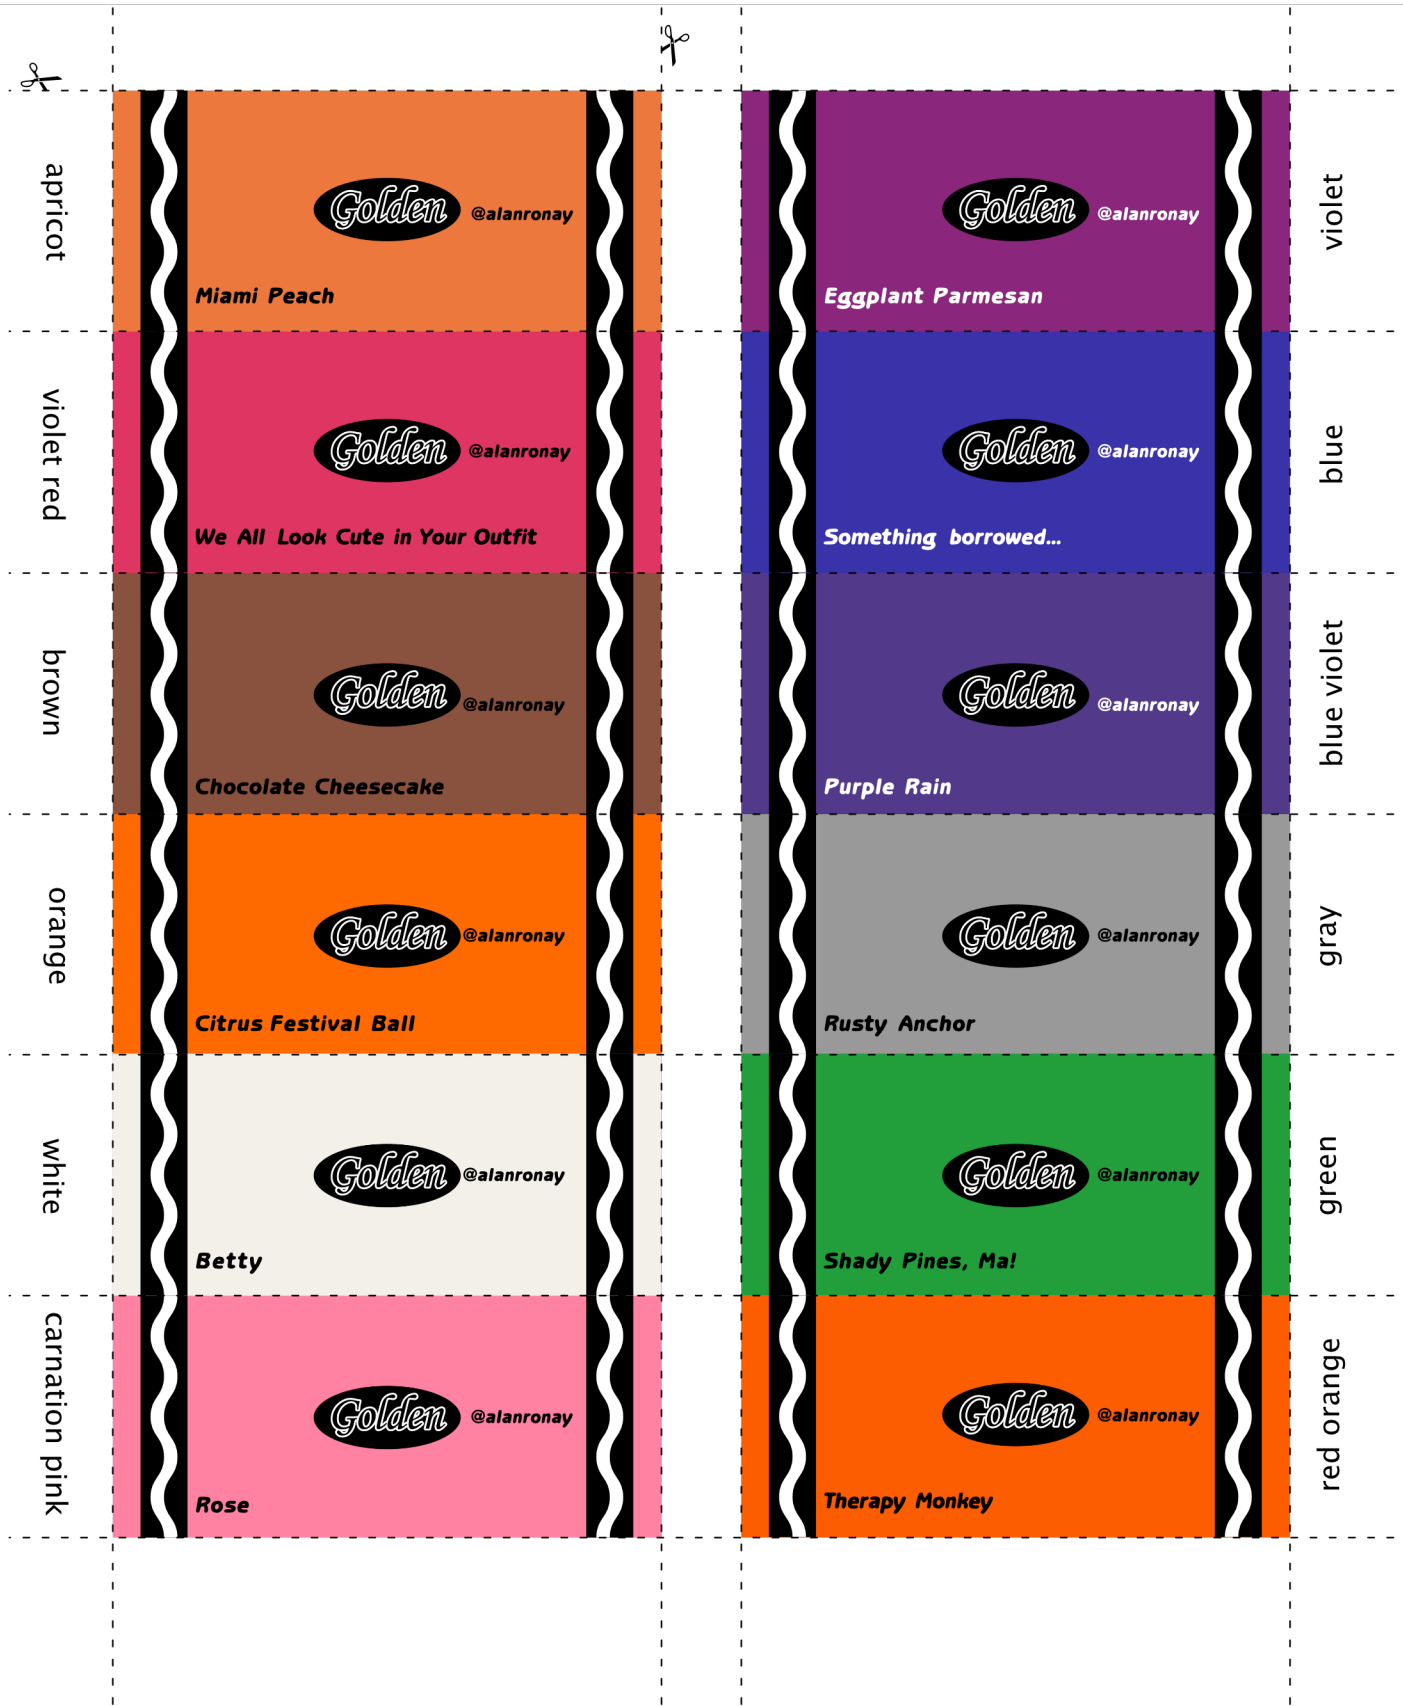 apricot
Golden @alanronay
Miami Peach
violet red
Golden @alanronay
We All Look Cute in Your Outfit
brown
Golden @alanronay
Chocolate Cheesecake
orange
Golden @alanronay
Citrus Festival Ball
white
Golden @alanronay
Betty
carnation pink
Golden @alanronay
Rose
violet
Golden @alanronay
Eggplant Parmesan
blue
Golden @alanronay
Something borrowed...
blue violet
Golden @alanronay
Purple Rain
gray
Golden @alanronay
Rusty Anchor
green
Golden @alanronay
Shady Pines, Ma!
red orange
Golden @alanronay
Therapy Monkey